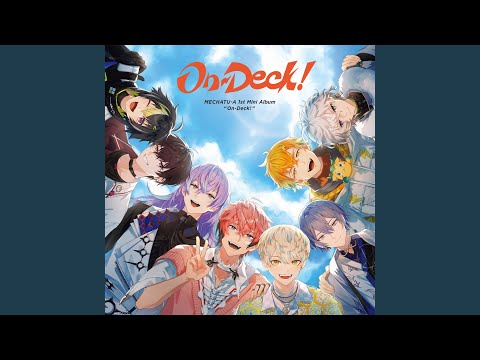 On-Deck!
MECHATU-A 1st Mini Album
"On-Deck!"